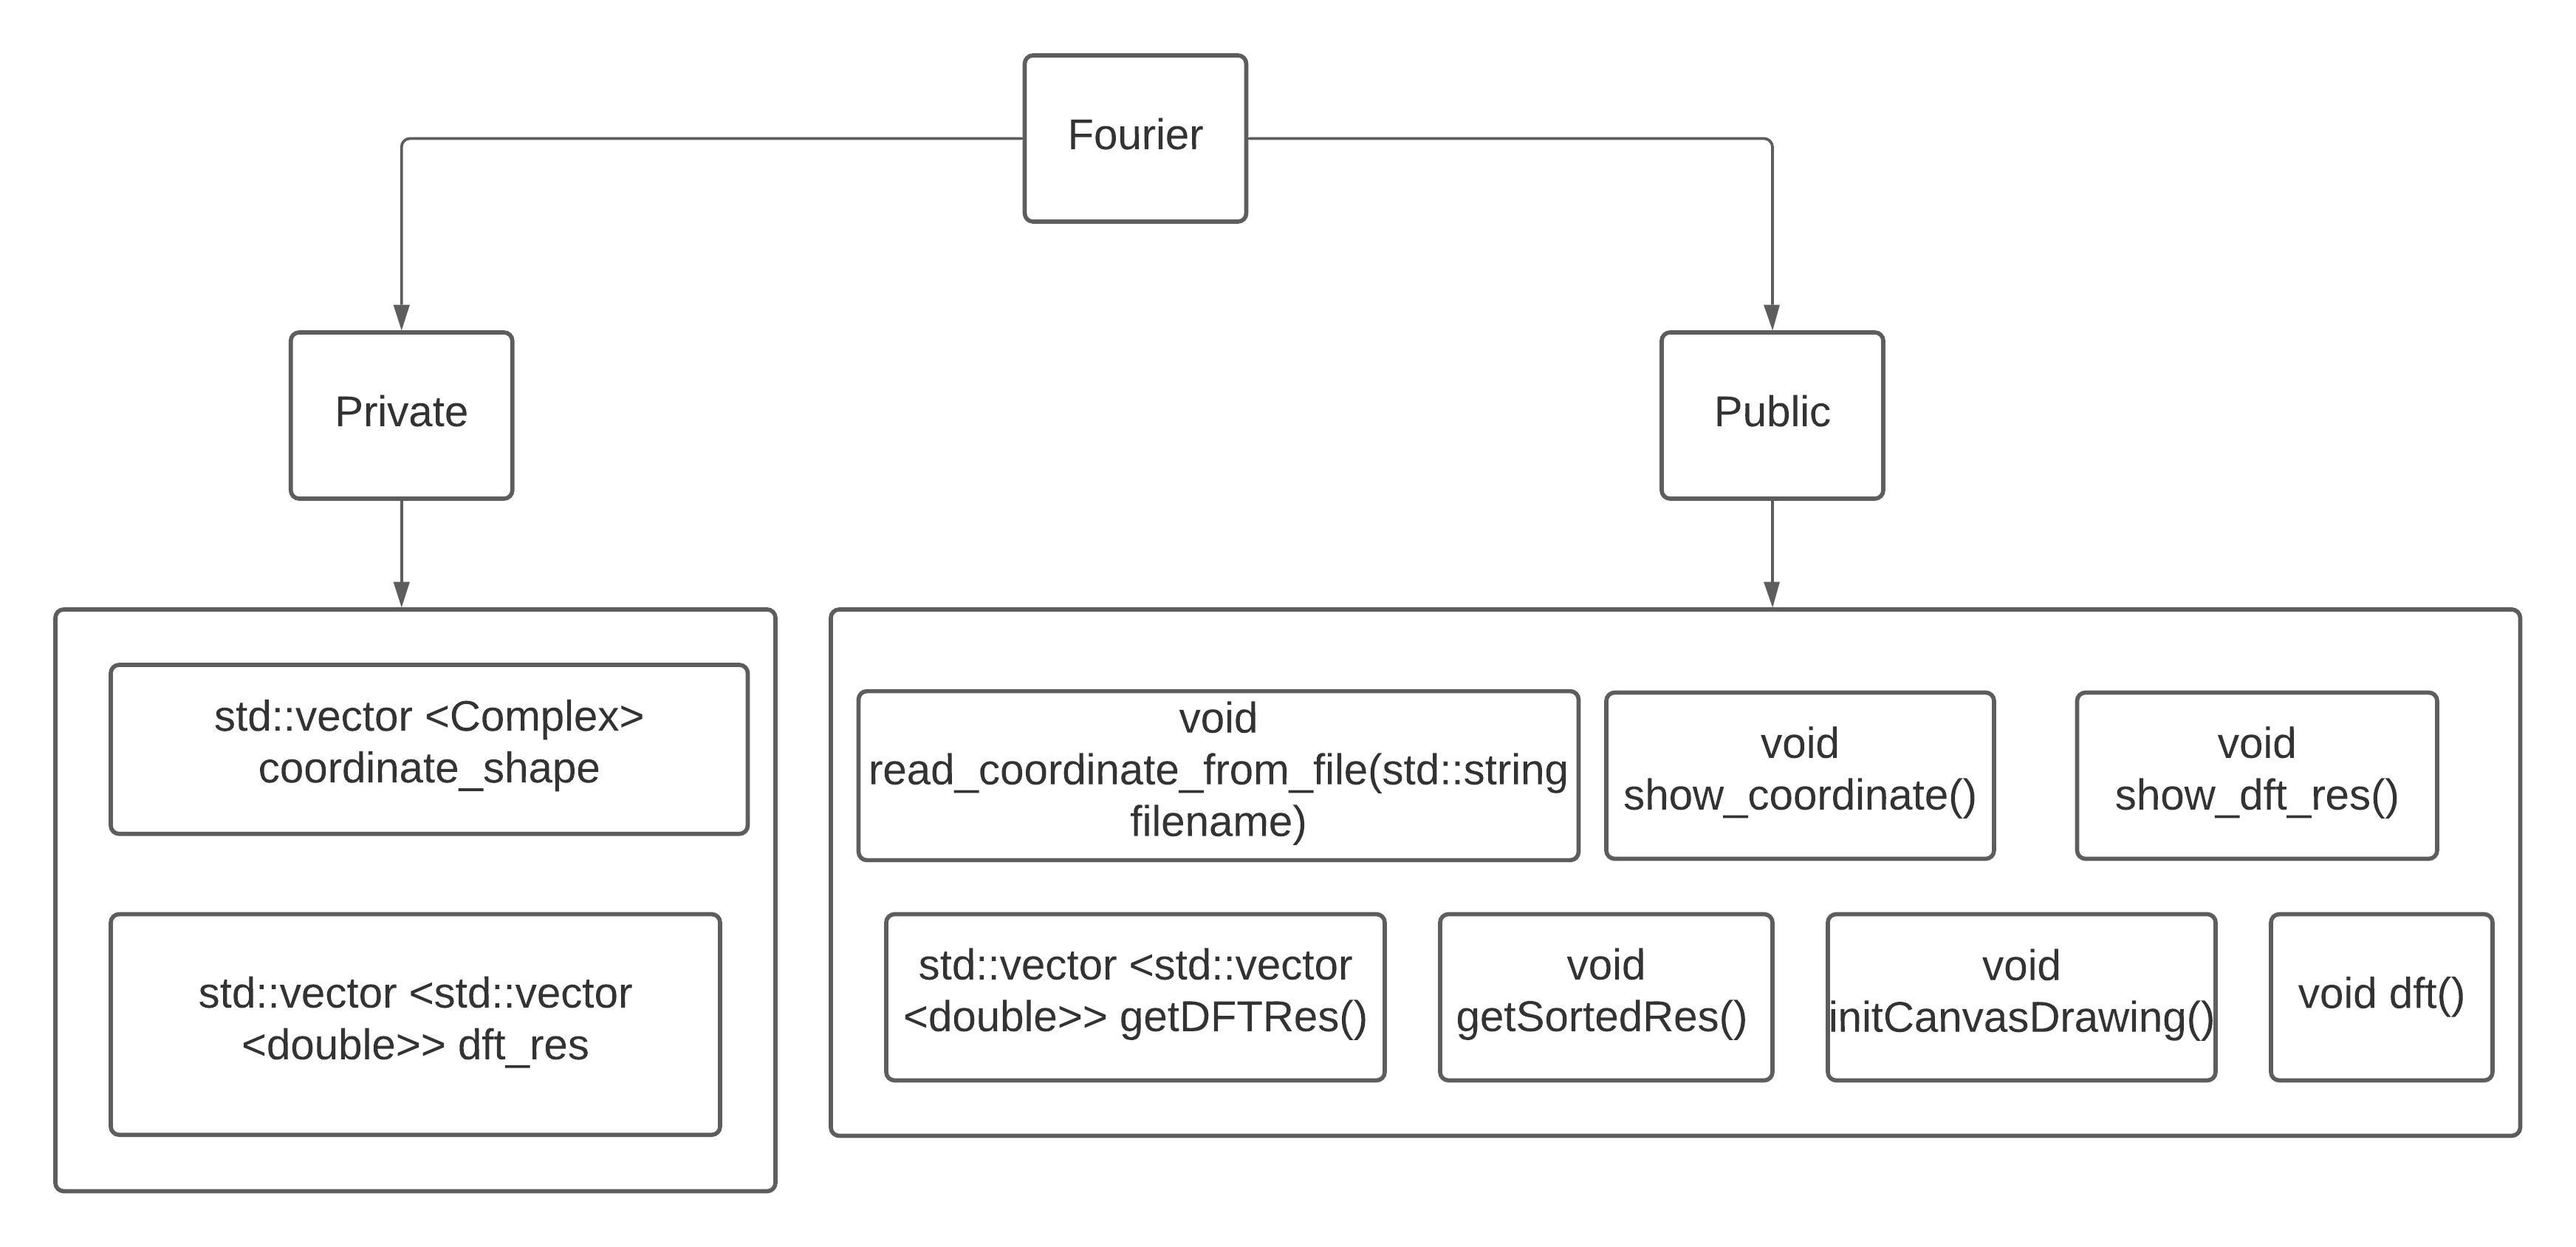 Fourier
Private
Public
std::vector <Complex>
coordinate_shape
std::vector <std::vector
<double>> dft_res
void
read_coordinate_from_file(std::string
filename)
void
show_coordinate()
void
show_dft_res()
std::vector <std::vector
<double>> getDFTRes()
void
getSortedRes()
void
initCanvasDrawing()
void dft()